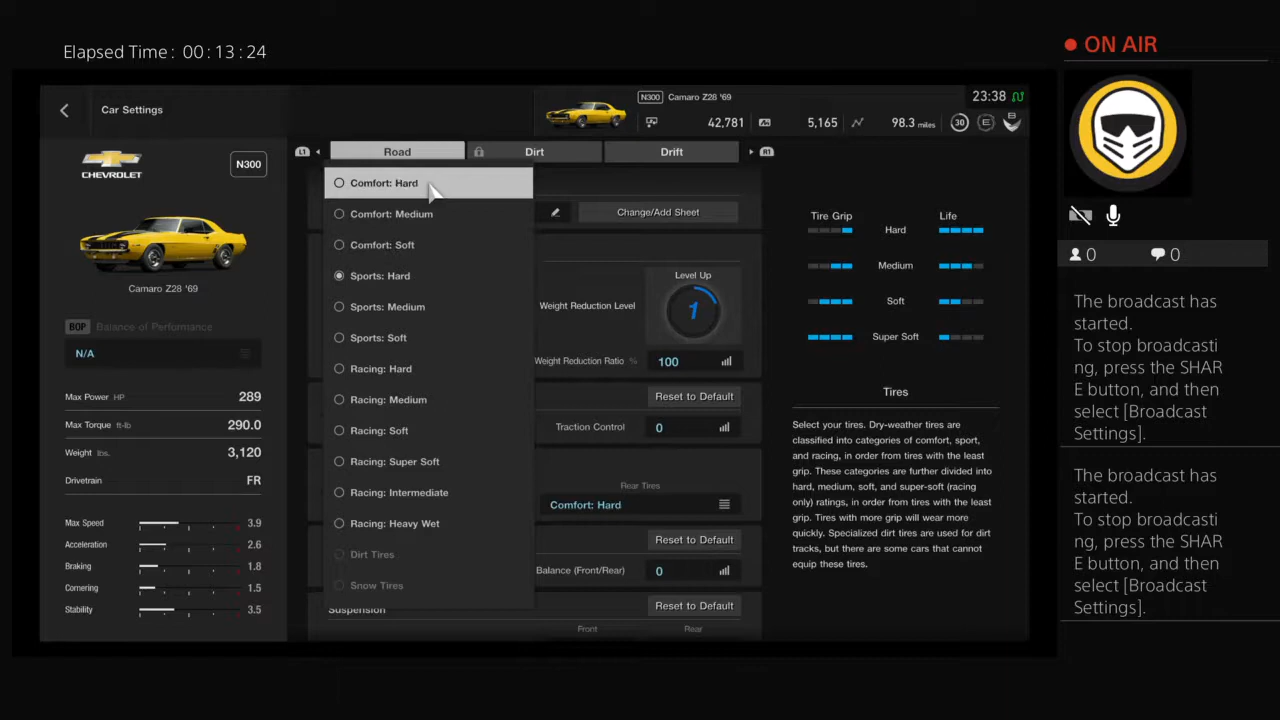 Elapsed Time: 00:13:24
ON AIR
Car Settings
N300 Camaro Z28 '69
23:38
42,781
5,165
98.3 miles
30
E
B
CHEVROLET
N300
L1
Road
Dirt
Drift
R1
Comfort: Hard
Comfort: Medium
Comfort: Soft
Sports: Hard
Sports: Medium
Sports: Soft
Racing: Hard
Racing: Medium
Racing: Soft
Racing: Super Soft
Racing: Intermediate
Racing: Heavy Wet
Dirt Tires
Snow Tires
Change/Add Sheet
Level Up
Weight Reduction Level
1
Weight Reduction Ratio % 100
Reset to Default
Traction Control 0
Rear Tires
Comfort: Hard
Reset to Default
Balance (Front/Rear) 0
Suspension
Reset to Default
Front Rear
Camaro Z28 '69
BOP Balance of Performance
N/A
Max Power HP 289
Max Torque ft-lb 290.0
Weight lbs. 3,120
Drivetrain FR
Max Speed 3.9
Acceleration 2.6
Braking 1.8
Cornering 1.5
Stability 3.5
Tire Grip Life
Hard
Medium
Soft
Super Soft
Tires
Select your tires. Dry-weather tires are
classified into categories of comfort, sport,
and racing, in order from tires with the least
grip. These categories are further divided into
hard, medium, soft, and super-soft (racing
only) ratings, in order from tires with the least
grip. Tires with more grip will wear more
quickly. Specialized dirt tires are used for dirt
tracks, but there are some cars that cannot
equip these tires.
0 0
The broadcast has
started.
To stop broadcasti
ng, press the SHAR
E button, and then
select [Broadcast
Settings].
The broadcast has
started.
To stop broadcasti
ng, press the SHAR
E button, and then
select [Broadcast
Settings].